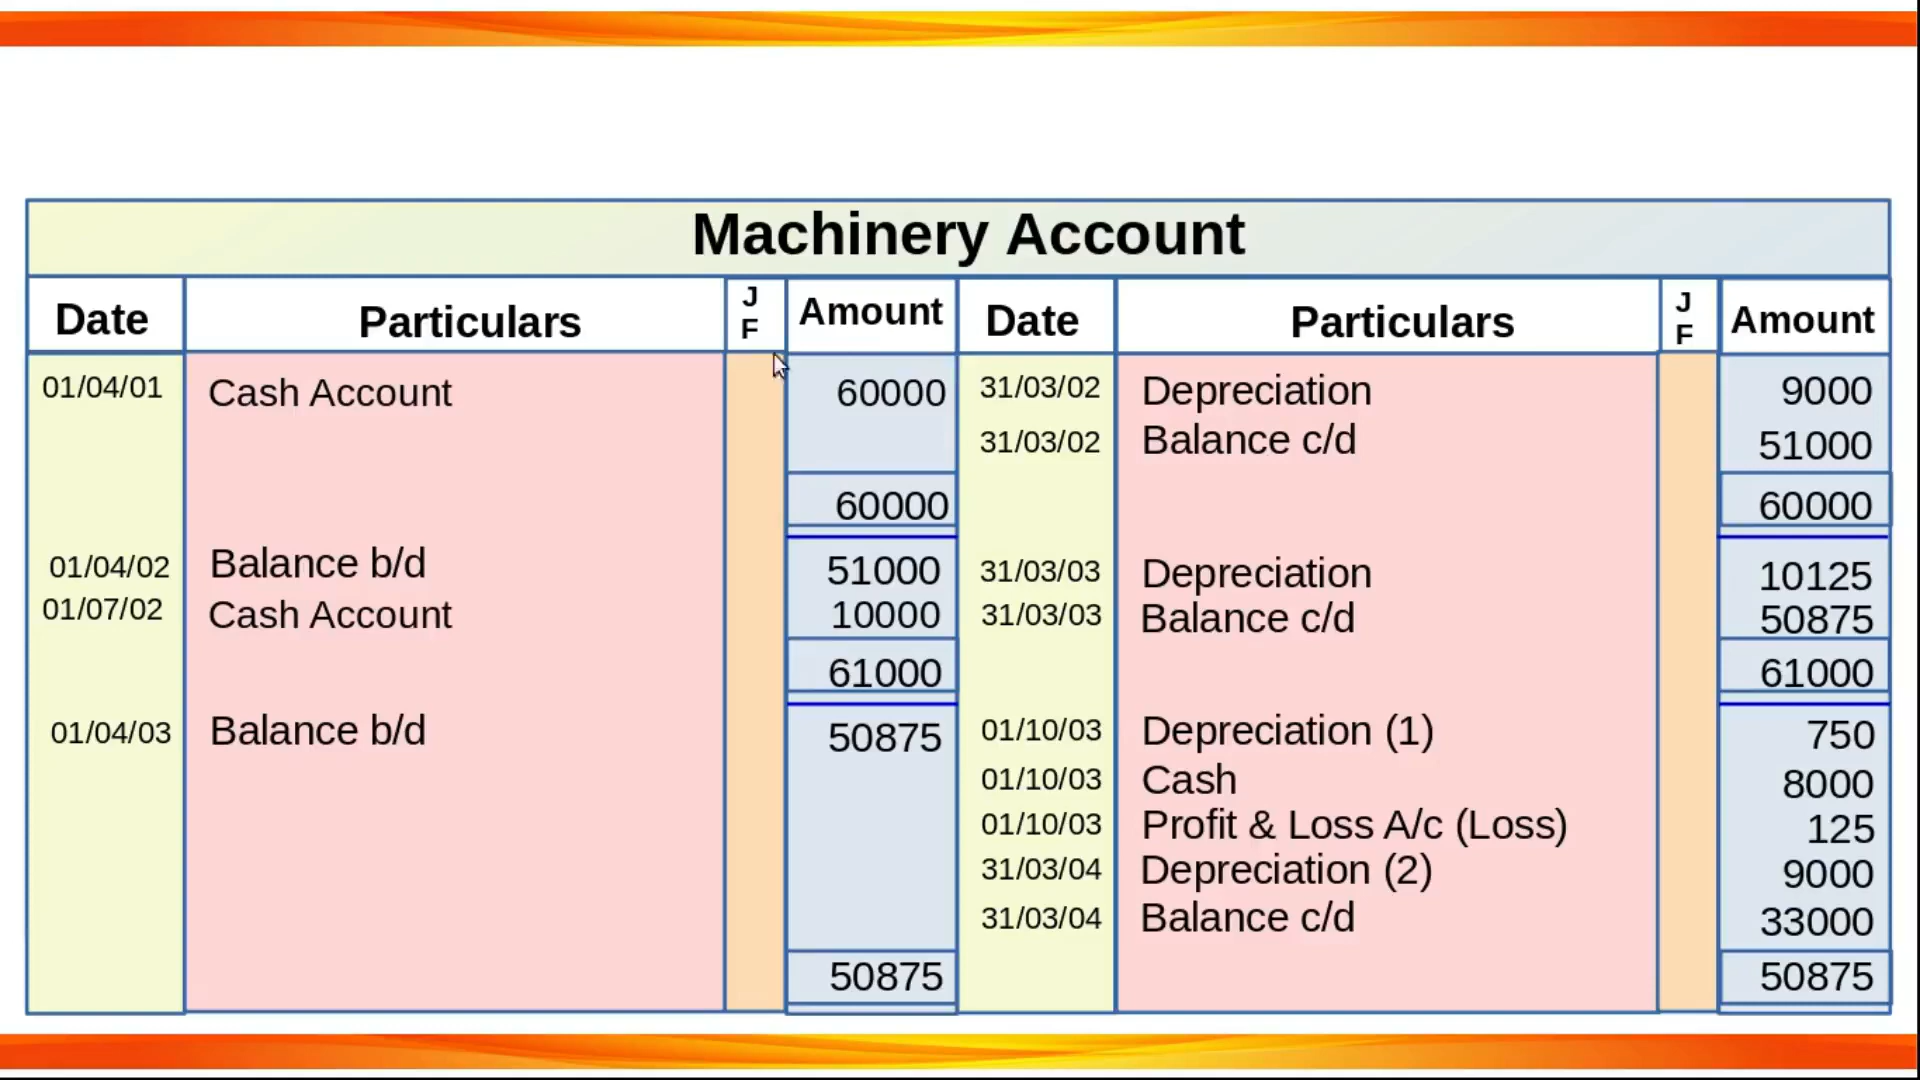 Machinery Account
Date Particulars J F Amount Date Particulars J F Amount
01/04/01 Cash Account 60000 31/03/02 Depreciation 9000
31/03/02 Balance c/d 51000
60000 60000
01/04/02 Balance b/d 51000 31/03/03 Depreciation 10125
01/07/02 Cash Account 10000 31/03/03 Balance c/d 50875
61000 61000
01/04/03 Balance b/d 50875 01/10/03 Depreciation (1) 750
01/10/03 Cash 8000
01/10/03 Profit & Loss A/c (Loss) 125
31/03/04 Depreciation (2) 9000
31/03/04 Balance c/d 33000
50875 50875